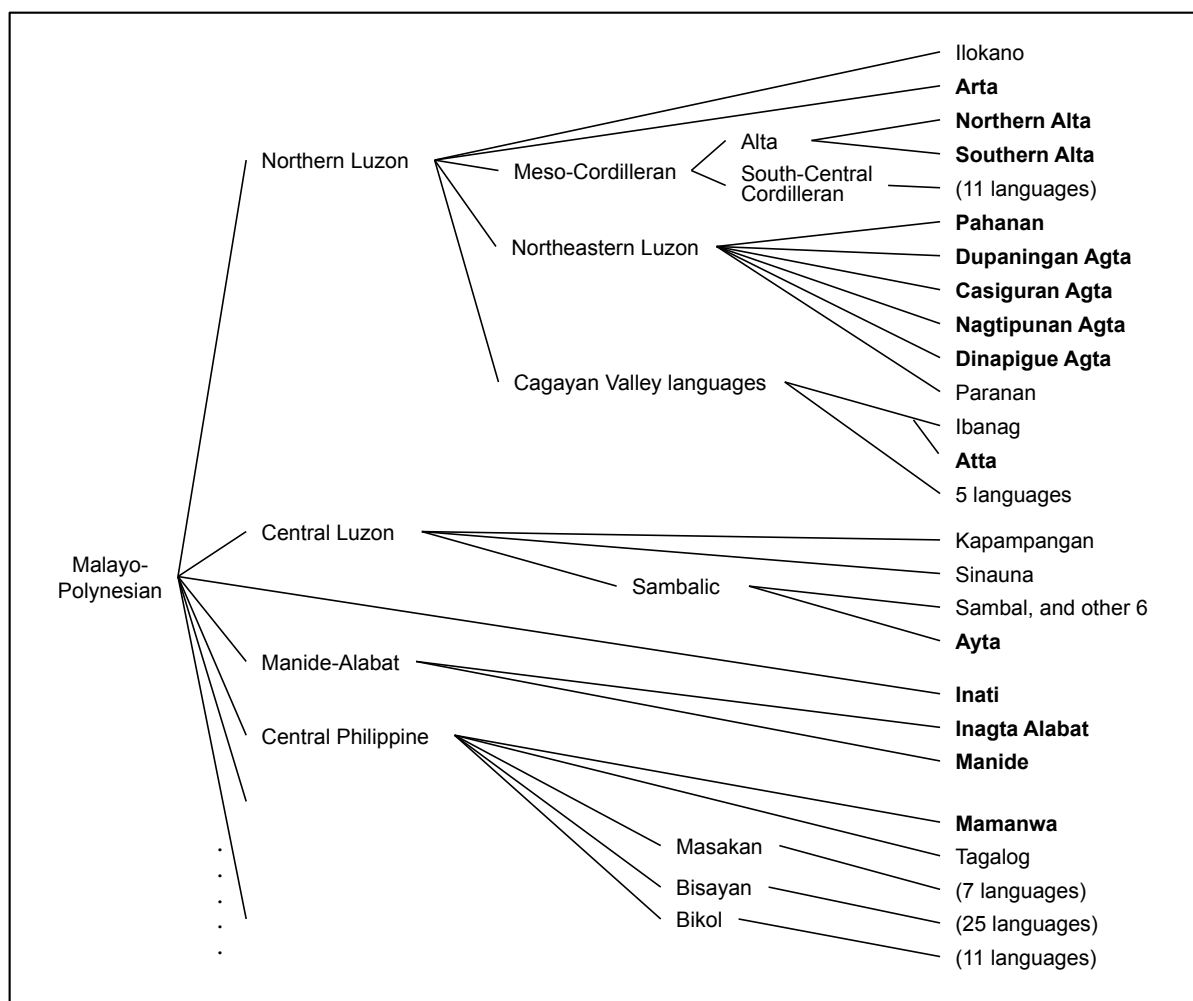 Ilokano
Arta
Northern Alta
Alta
Northern Luzon
Southern Alta
Meso-Cordilleran
South-Central
Cordilleran
(11 languages)
Pahanan
Northeastern Luzon
Dupaningan Agta
Casiguran Agta
Nagtipunan Agta
Dinapigue Agta
Cagayan Valley languages
Paranan
Ibanag
Atta
5 languages
Central Luzon
Kapampangan
Malayo-
Polynesian
Sinauna
Sambalic
Sambal, and other 6
Ayta
Manide-Alabat
Inati
Inagta Alabat
Central Philippine
Manide
Mamanwa
Masakan
Tagalog
Bisayan
(7 languages)
Bikol
(25 languages)
(11 languages)